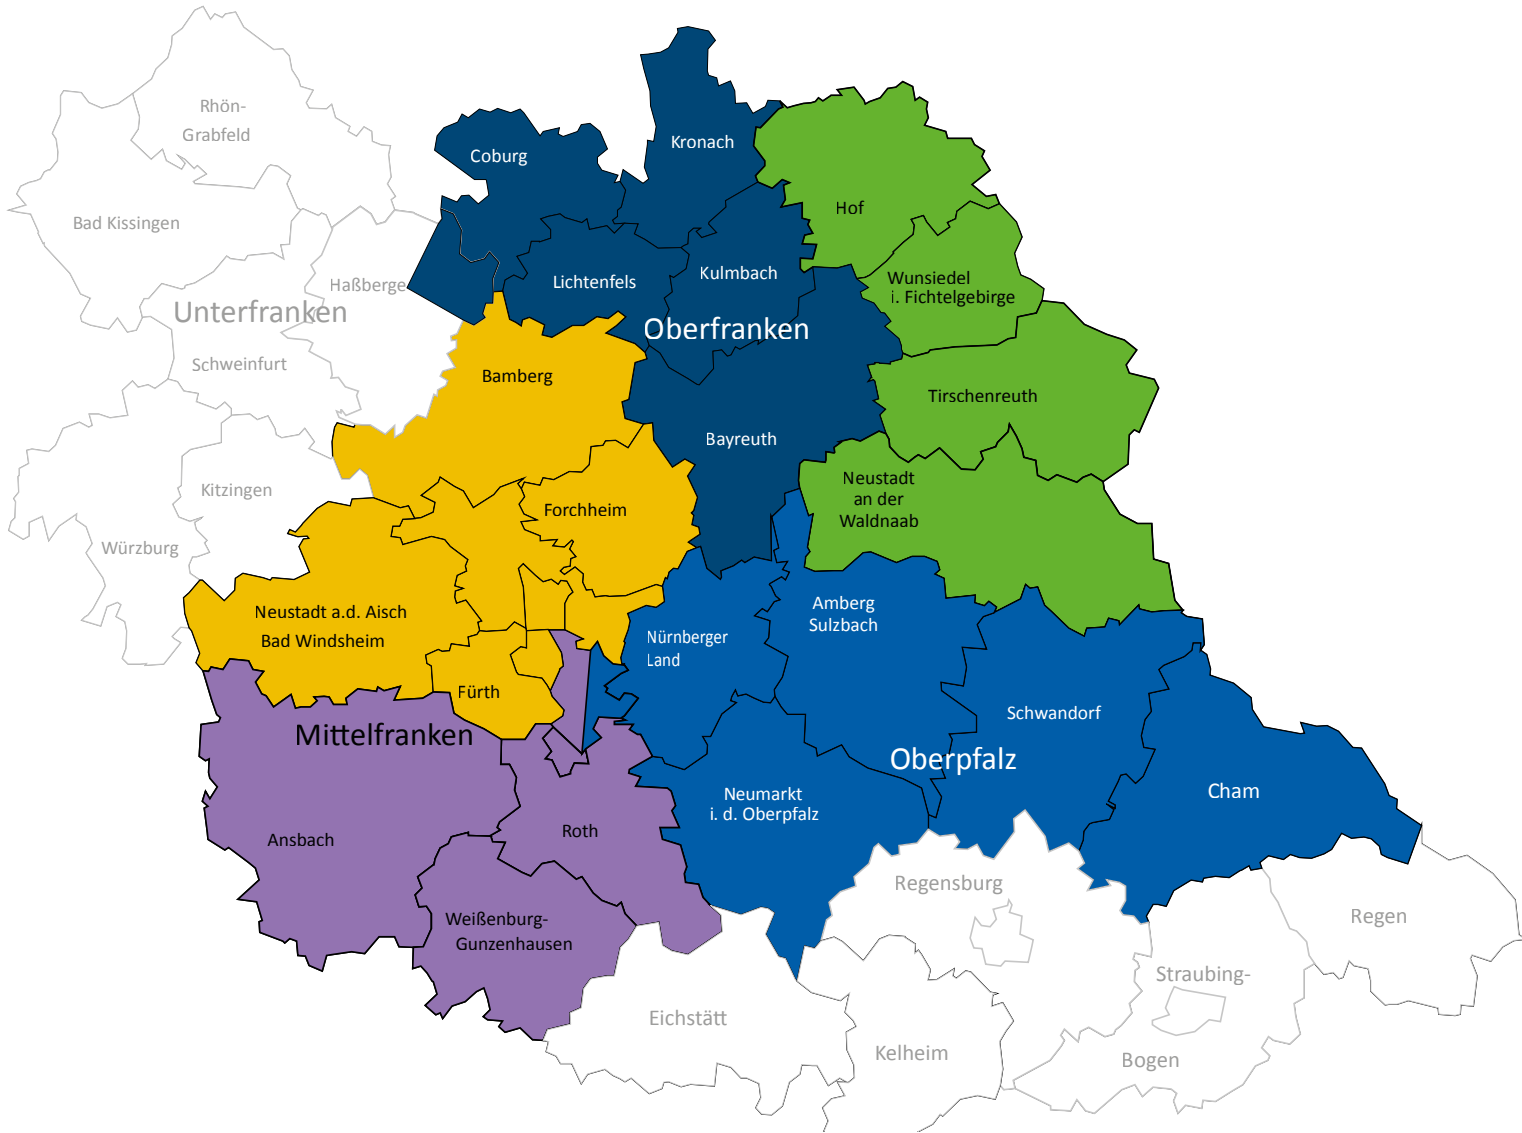 Rhön-
Grabfeld
Bad Kissingen
Haßberge
Unterfranken
Schweinfurt
Kitzingen
Würzburg
Coburg
Kronach
Lichtenfels
Kulmbach
Oberfranken
Bayreuth
Hof
Wunsiedel
i. Fichtelgebirge
Tirschenreuth
Neustadt
an der
Waldnaab
Bamberg
Forchheim
Neustadt a.d. Aisch
Bad Windsheim
Fürth
Mittelfranken
Ansbach
Roth
Weißenburg-
Gunzenhausen
Nürnberger
Land
Amberg
Sulzbach
Schwandorf
Oberpfalz
Neumarkt
i. d. Oberpfalz
Cham
Regensburg
Regen
Straubing-
Bogen
Eichstätt
Kelheim